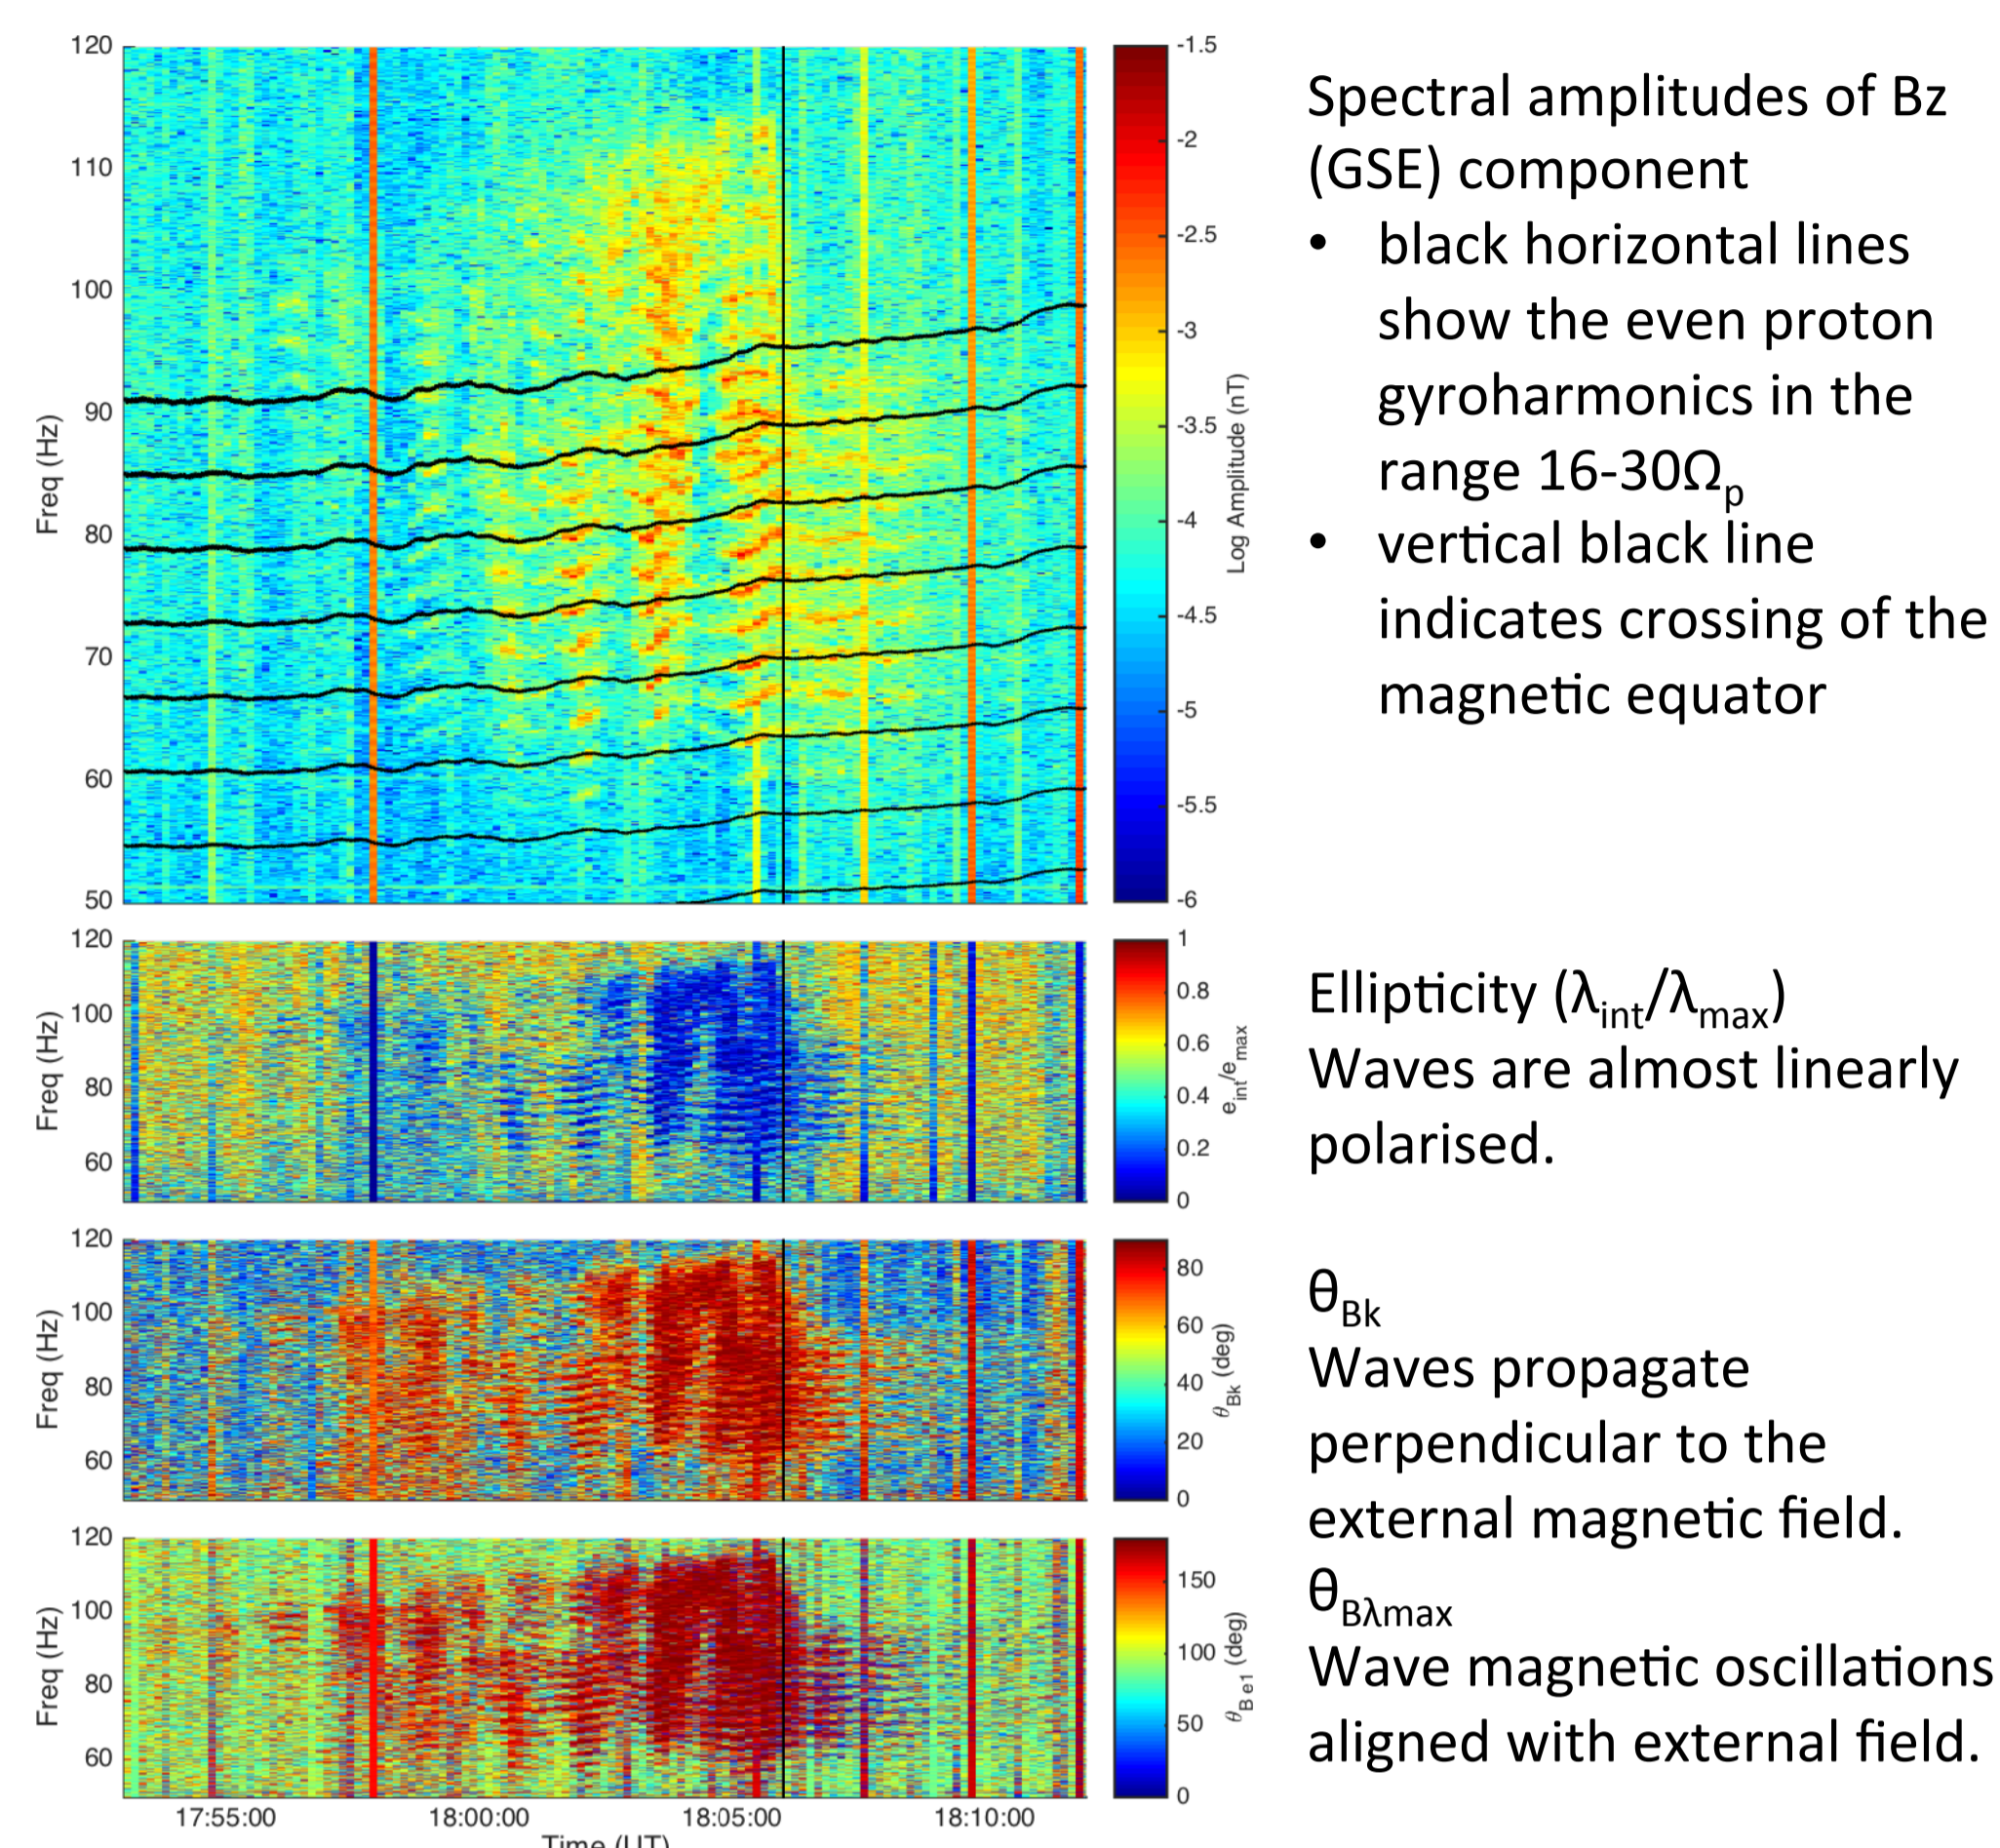 Spectral amplitudes of Bz
(GSE) component
• black horizontal lines
show the even proton
gyroharmonics in the
range 16-30Ωp
• vertical black line
indicates crossing of the
magnetic equator
120
110
100
90
80
70
60
50
Freq (Hz)
-1.5
-2
-2.5
-3
-3.5
-4
-4.5
-5
-5.5
-6
Log Amplitude (nT)
Ellipticity (λint/λmax)
Waves are almost linearly
polarised.
120
100
80
60
Freq (Hz)
1
0.8
0.6
0.4
0.2
0
eint/emax
θBk
Waves propagate
perpendicular to the
external magnetic field.
120
100
80
60
Freq (Hz)
80
60
40
20
0
θBk (deg)
θBλmax
Wave magnetic oscillations
aligned with external field.
120
100
80
60
Freq (Hz)
150
100
50
0
θB e1 (deg)
17:55:00
18:00:00
18:05:00
18:10:00
Time (UT)